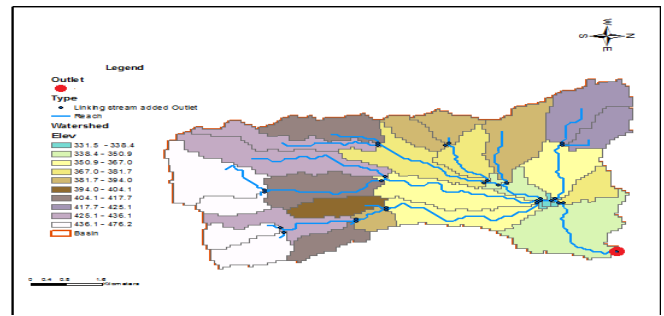 W
S N
E
Legend
Outlet
Type
Linking stream added Outlet
Reach
Watershed
Elev
331.5 - 338.4
338.4 - 350.9
350.9 - 367.0
367.0 - 381.7
381.7 - 394.0
394.0 - 404.1
404.1 - 417.7
417.7 - 425.1
425.1 - 436.1
436.1 - 476.2
Basin
0 0.4 0.8 1.6
Kilometers